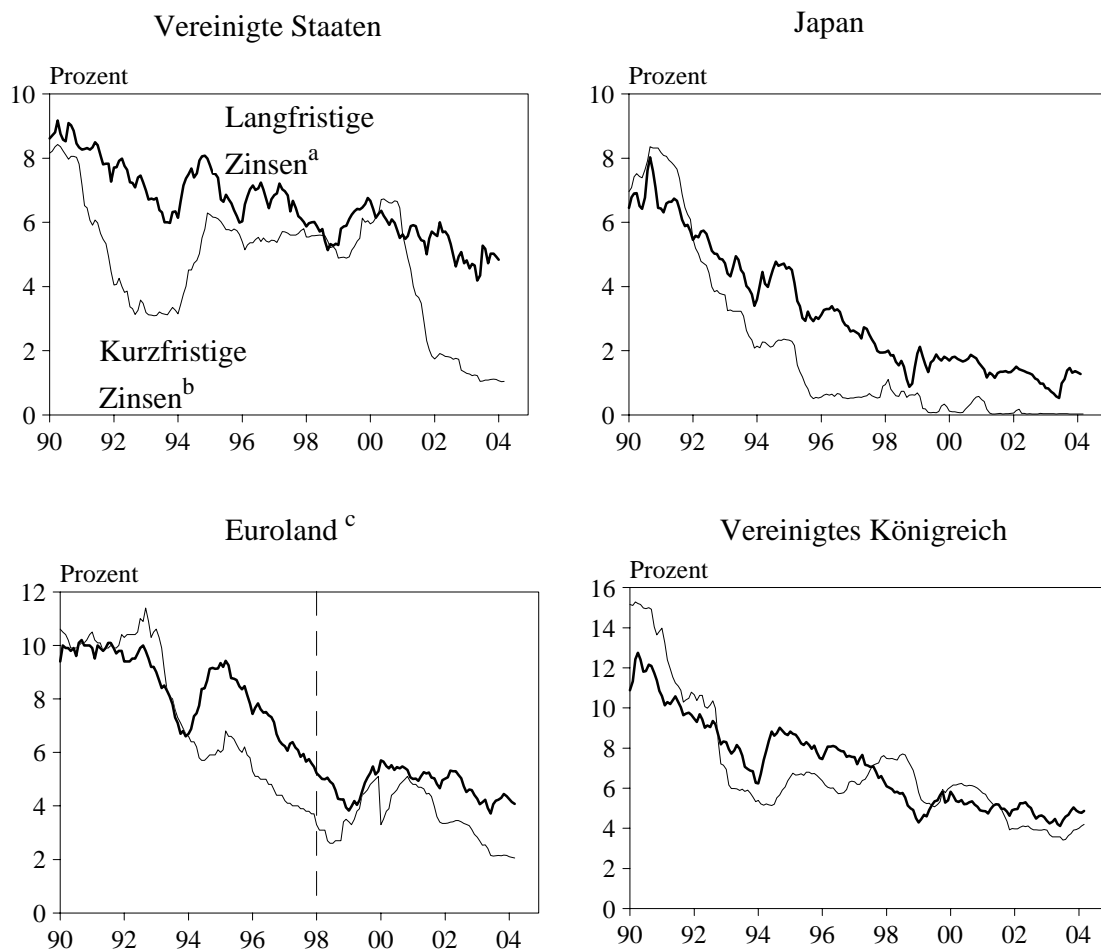 Vereinigte Staaten
Prozent
10
8
6
4
2
0
Langfristige
Zinsen a
Kurzfristige
Zinsen b
90 92 94 96 98 00 02 04
Japan
Prozent
10
8
6
4
2
0
90 92 94 96 98 00 02 04
Euroland c
Prozent
12
10
8
6
4
2
0
90 92 94 96 98 00 02 04
Vereinigtes Königreich
Prozent
16
14
12
10
8
6
4
2
0
90 92 94 96 98 00 02 04